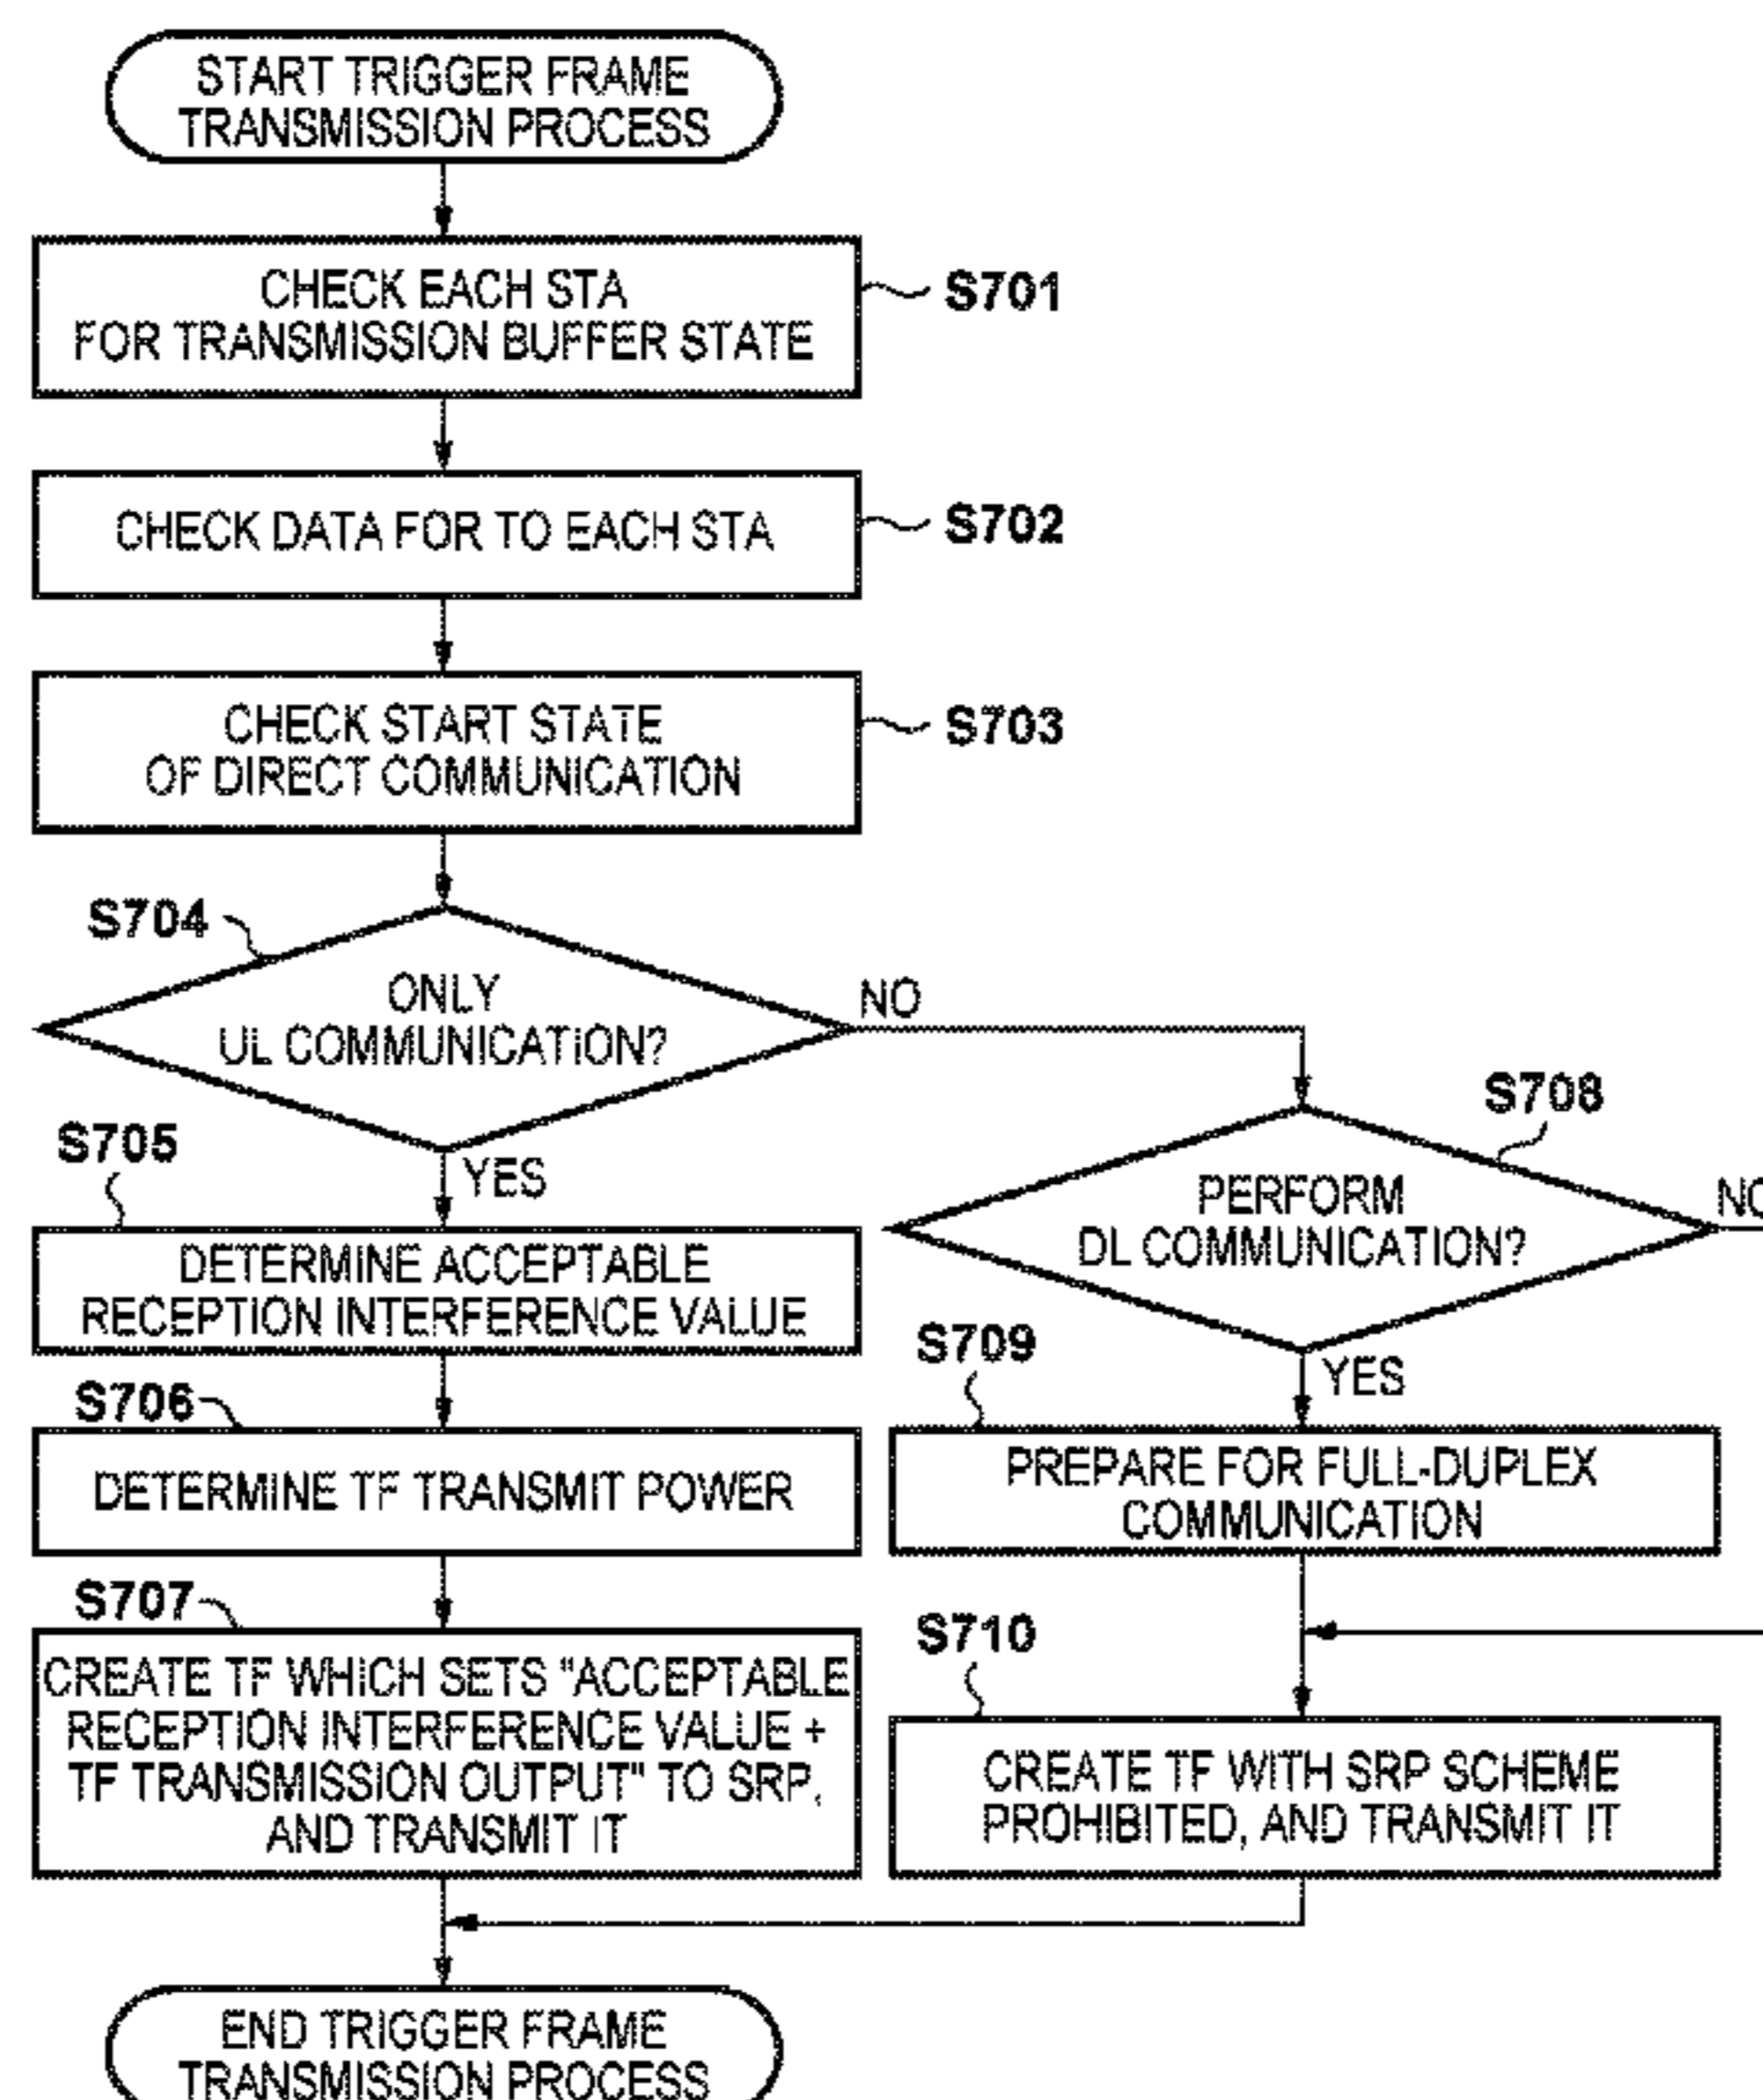 START TRIGGER FRAME
TRANSMISSION PROCESS
CHECK EACH STA
FOR TRANSMISSION BUFFER STATE
S701
CHECK DATA FOR TO EACH STA
S702
CHECK START STATE
OF DIRECT COMMUNICATION
S703
S704
ONLY
UL COMMUNICATION?
NO
YES
S705
DETERMINE ACCEPTABLE
RECEPTION INTERFERENCE VALUE
S706
DETERMINE TF TRANSMIT POWER
S707
CREATE TF WHICH SETS "ACCEPTABLE
RECEPTION INTERFERENCE VALUE +
TF TRANSMISSION OUTPUT" TO SRP,
AND TRANSMIT IT
S708
PERFORM
DL COMMUNICATION?
NO
YES
S709
PREPARE FOR FULL-DUPLEX
COMMUNICATION
S710
CREATE TF WITH SRP SCHEME
PROHIBITED, AND TRANSMIT IT
END TRIGGER FRAME
TRANSMISSION PROCESS